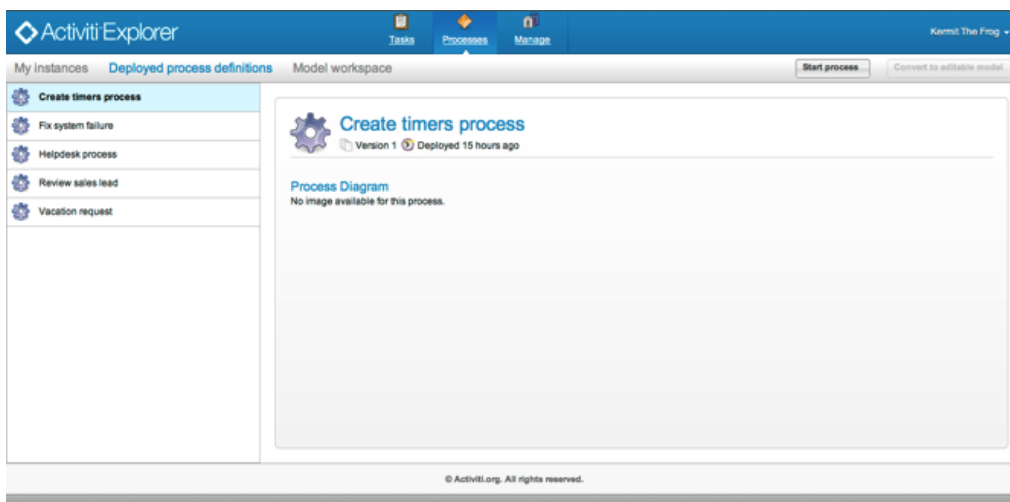 Activiti Explorer
Tasks
Processes
Manage
Kermit The Frog
My instances Deployed process definitions Model workspace
Start process
Convert to editable model
Create timers process
Fix system failure
Helpdesk process
Review sales lead
Vacation request
Create timers process
Version 1 Deployed 15 hours ago
Process Diagram
No image available for this process.
© Activiti.org. All rights reserved.